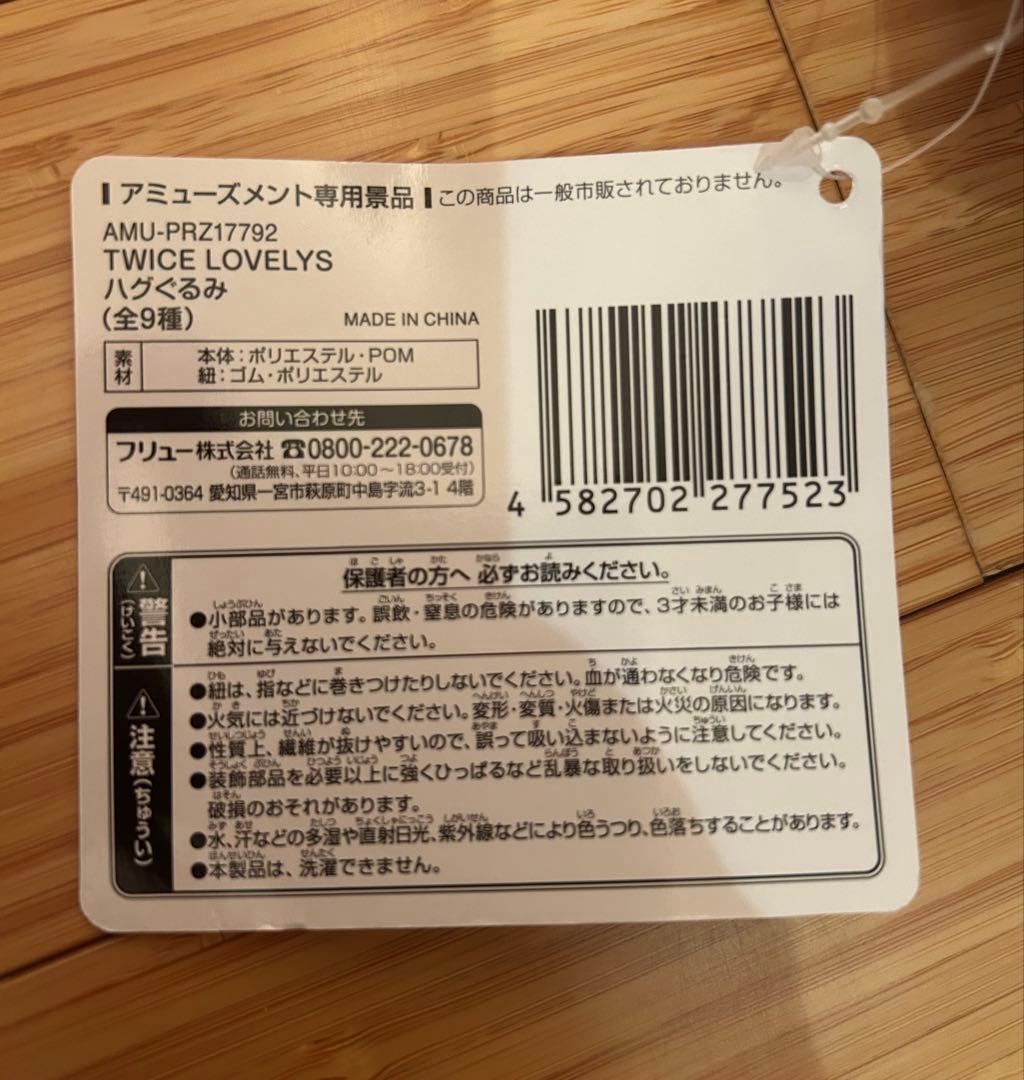 アミューズメント専用景品 この商品は一般市販されておりません。
AMU-PRZ17792
TWICE LOVELYS
ハグぐるみ
(全9種)
MADE IN CHINA
素材
本体:ポリエステル・POM
紐:ゴム・ポリエステル
お問い合わせ先
フリュー株式会社 ☎0800-222-0678
(通話無料、平日10:00〜18:00受付)
〒491-0364 愛知県一宮市萩原町中島字流3-1 4階
4 582702 277523
警告(けいこく)
保護者の方へ 必ずお読みください。
●小部品があります。誤飲・窒息の危険がありますので、3才未満のお子様には
絶対に与えないでください。
注意(ちゅうい)
●紐は、指などに巻きつけたりしないでください。血が通わなくなり危険です。
●火気には近づけないでください。変形・変質・火傷または火災の原因になります。
●性質上、繊維が抜けやすいので、誤って吸い込まないように注意してください。
●装飾部品を必要以上に強くひっぱるなど乱暴な取り扱いをしないでください。
破損のおそれがあります。
●水、汗などの多湿や直射日光、紫外線などにより色うつり、色落ちすることがあります。
●本製品は、洗濯できません。